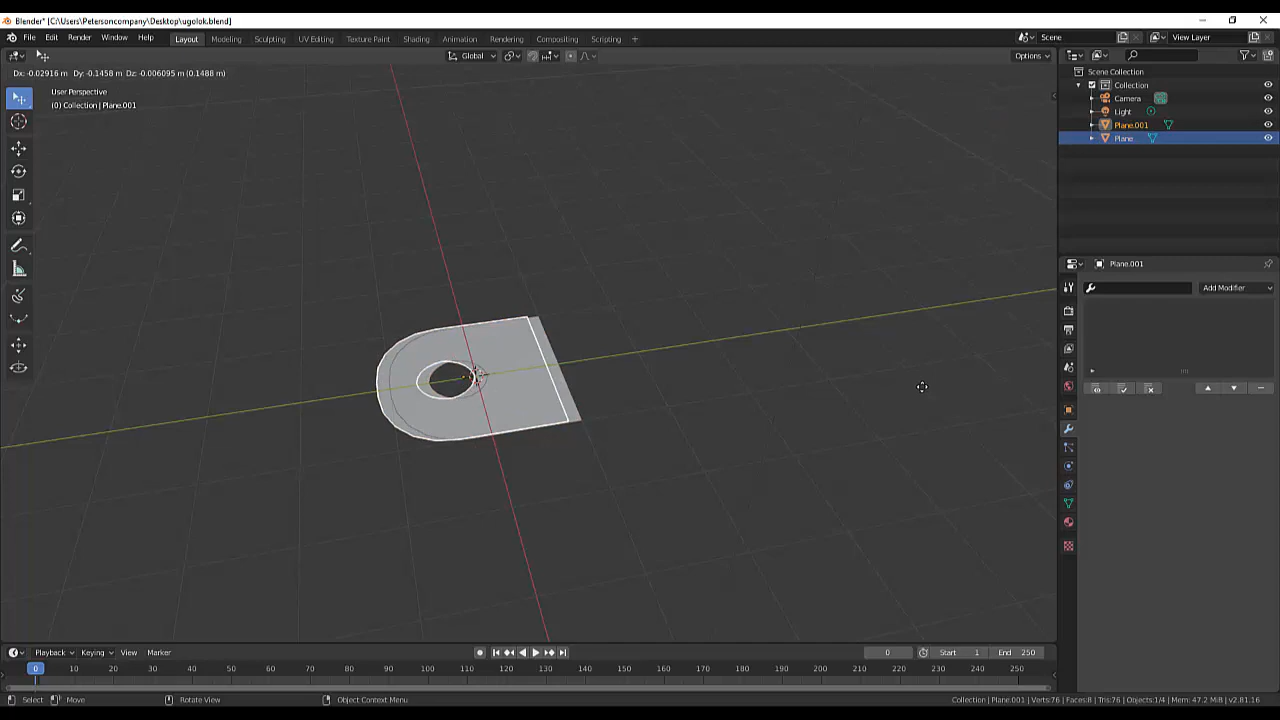 Blender* [C:\Users\Petersoncompany\Desktop\ugolok.blend]
File Edit Render Window Help Layout Modeling Sculpting UV Editing Texture Paint Shading Animation Rendering Compositing Scripting + Scene View Layer
Global Options
Dx: -0.02916 m Dy: -0.1458 m Dz: -0.006095 m (0.1488 m)
User Perspective
(0) Collection | Plane.001
Scene Collection
Collection
Camera
Light
Plane.001
Plane
Plane.001
Add Modifier
Playback Keying View Marker 0 Start 1 End 250
0 10 20 30 40 50 60 70 80 90 100 110 120 130 140 150 160 170 180 190 200 210 220 230 240 250
Select Move Rotate View Object Context Menu Collection | Plane.001 | Verts:76 | Faces:8 | Tris:76 | Objects:1/4 | Mem: 47.2 MiB | v2.81.16